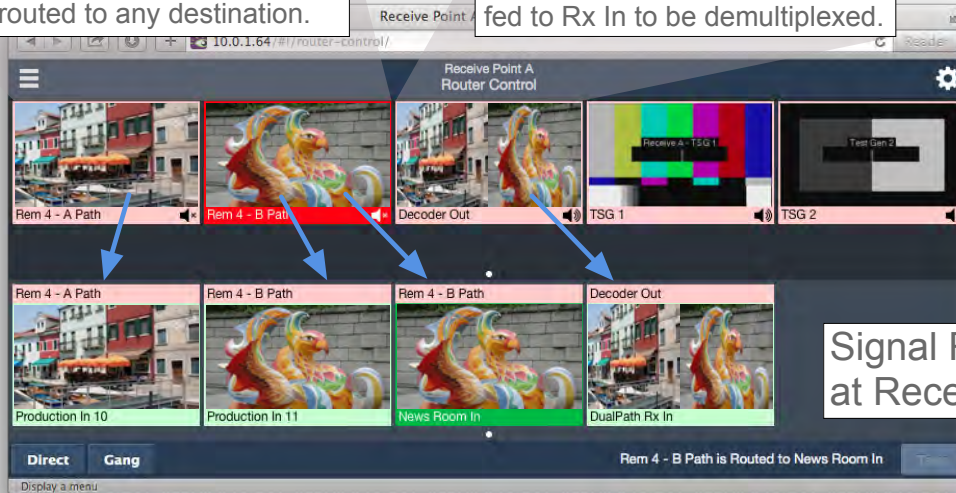 routed to any destination.
fed to Rx In to be demultiplexed.
Receive Point A
10.0.1.64/#!/router-control/
Reader
Receive Point A
Router Control
Receive A - TSG 1
Test Gen 2
Rem 4 - A Path
Rem 4 - B Path
Decoder Out
TSG 1
TSG 2
Rem 4 - A Path
Rem 4 - B Path
Rem 4 - B Path
Decoder Out
Signal
at
Production In 10
Production In 11
News Room In
DualPath Rx In
Direct
Gang
Rem 4 - B Path is Routed to News Room In
Display a menu